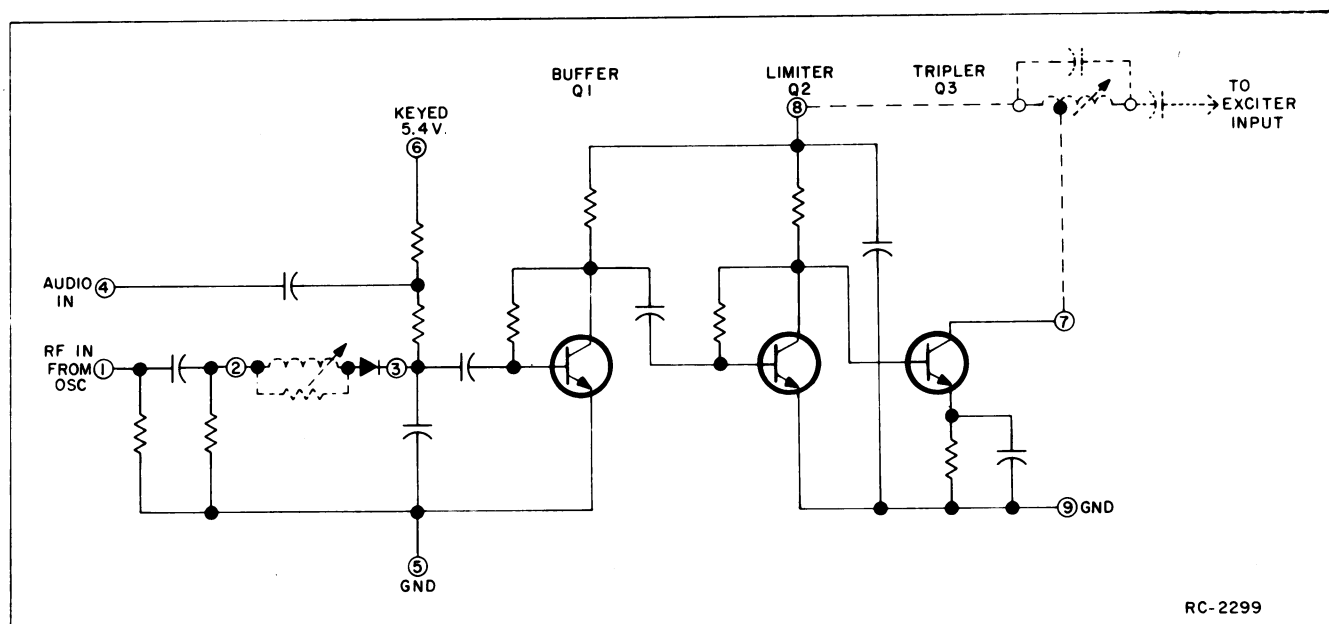 BUFFER
Q1
LIMITER
Q2
8
TRIPLER
Q3
TO
EXCITER
INPUT
KEYED
5.4V.
6
AUDIO 4
IN
RF IN 1
FROM
OSC
2
3
7
9 GND
5
GND
RC-2299